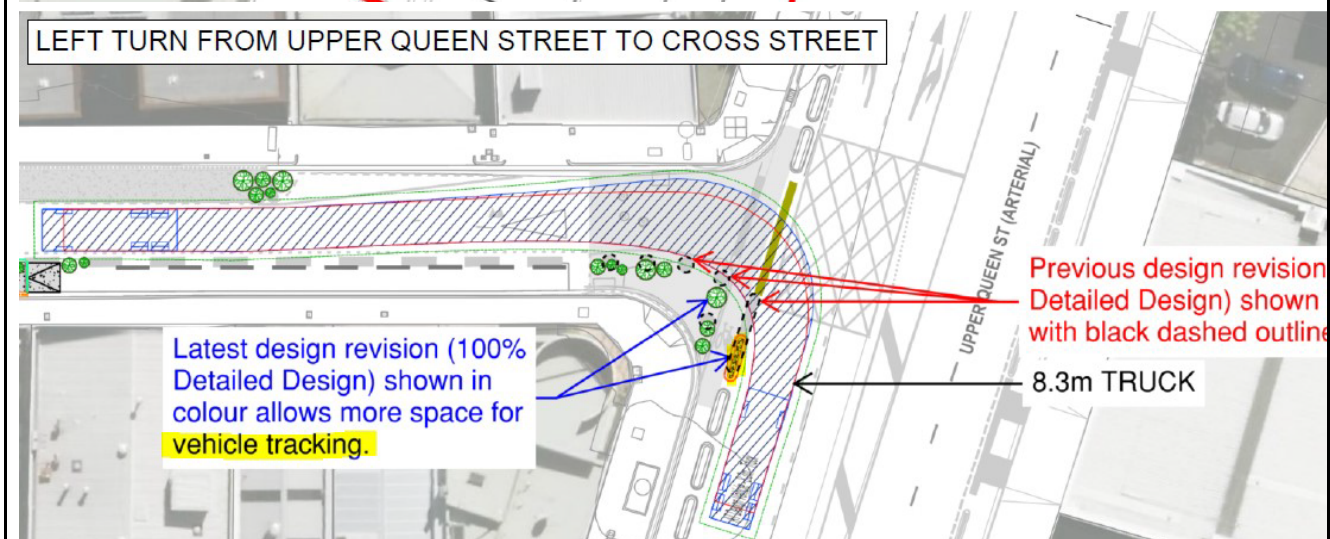 LEFT TURN FROM UPPER QUEEN STREET TO CROSS STREET
UPPER QUEEN ST (ARTERIAL)
Previous design revision
Detailed Design) shown
with black dashed outline
8.3m TRUCK
Latest design revision (100%
Detailed Design) shown in
colour allows more space for
vehicle tracking.